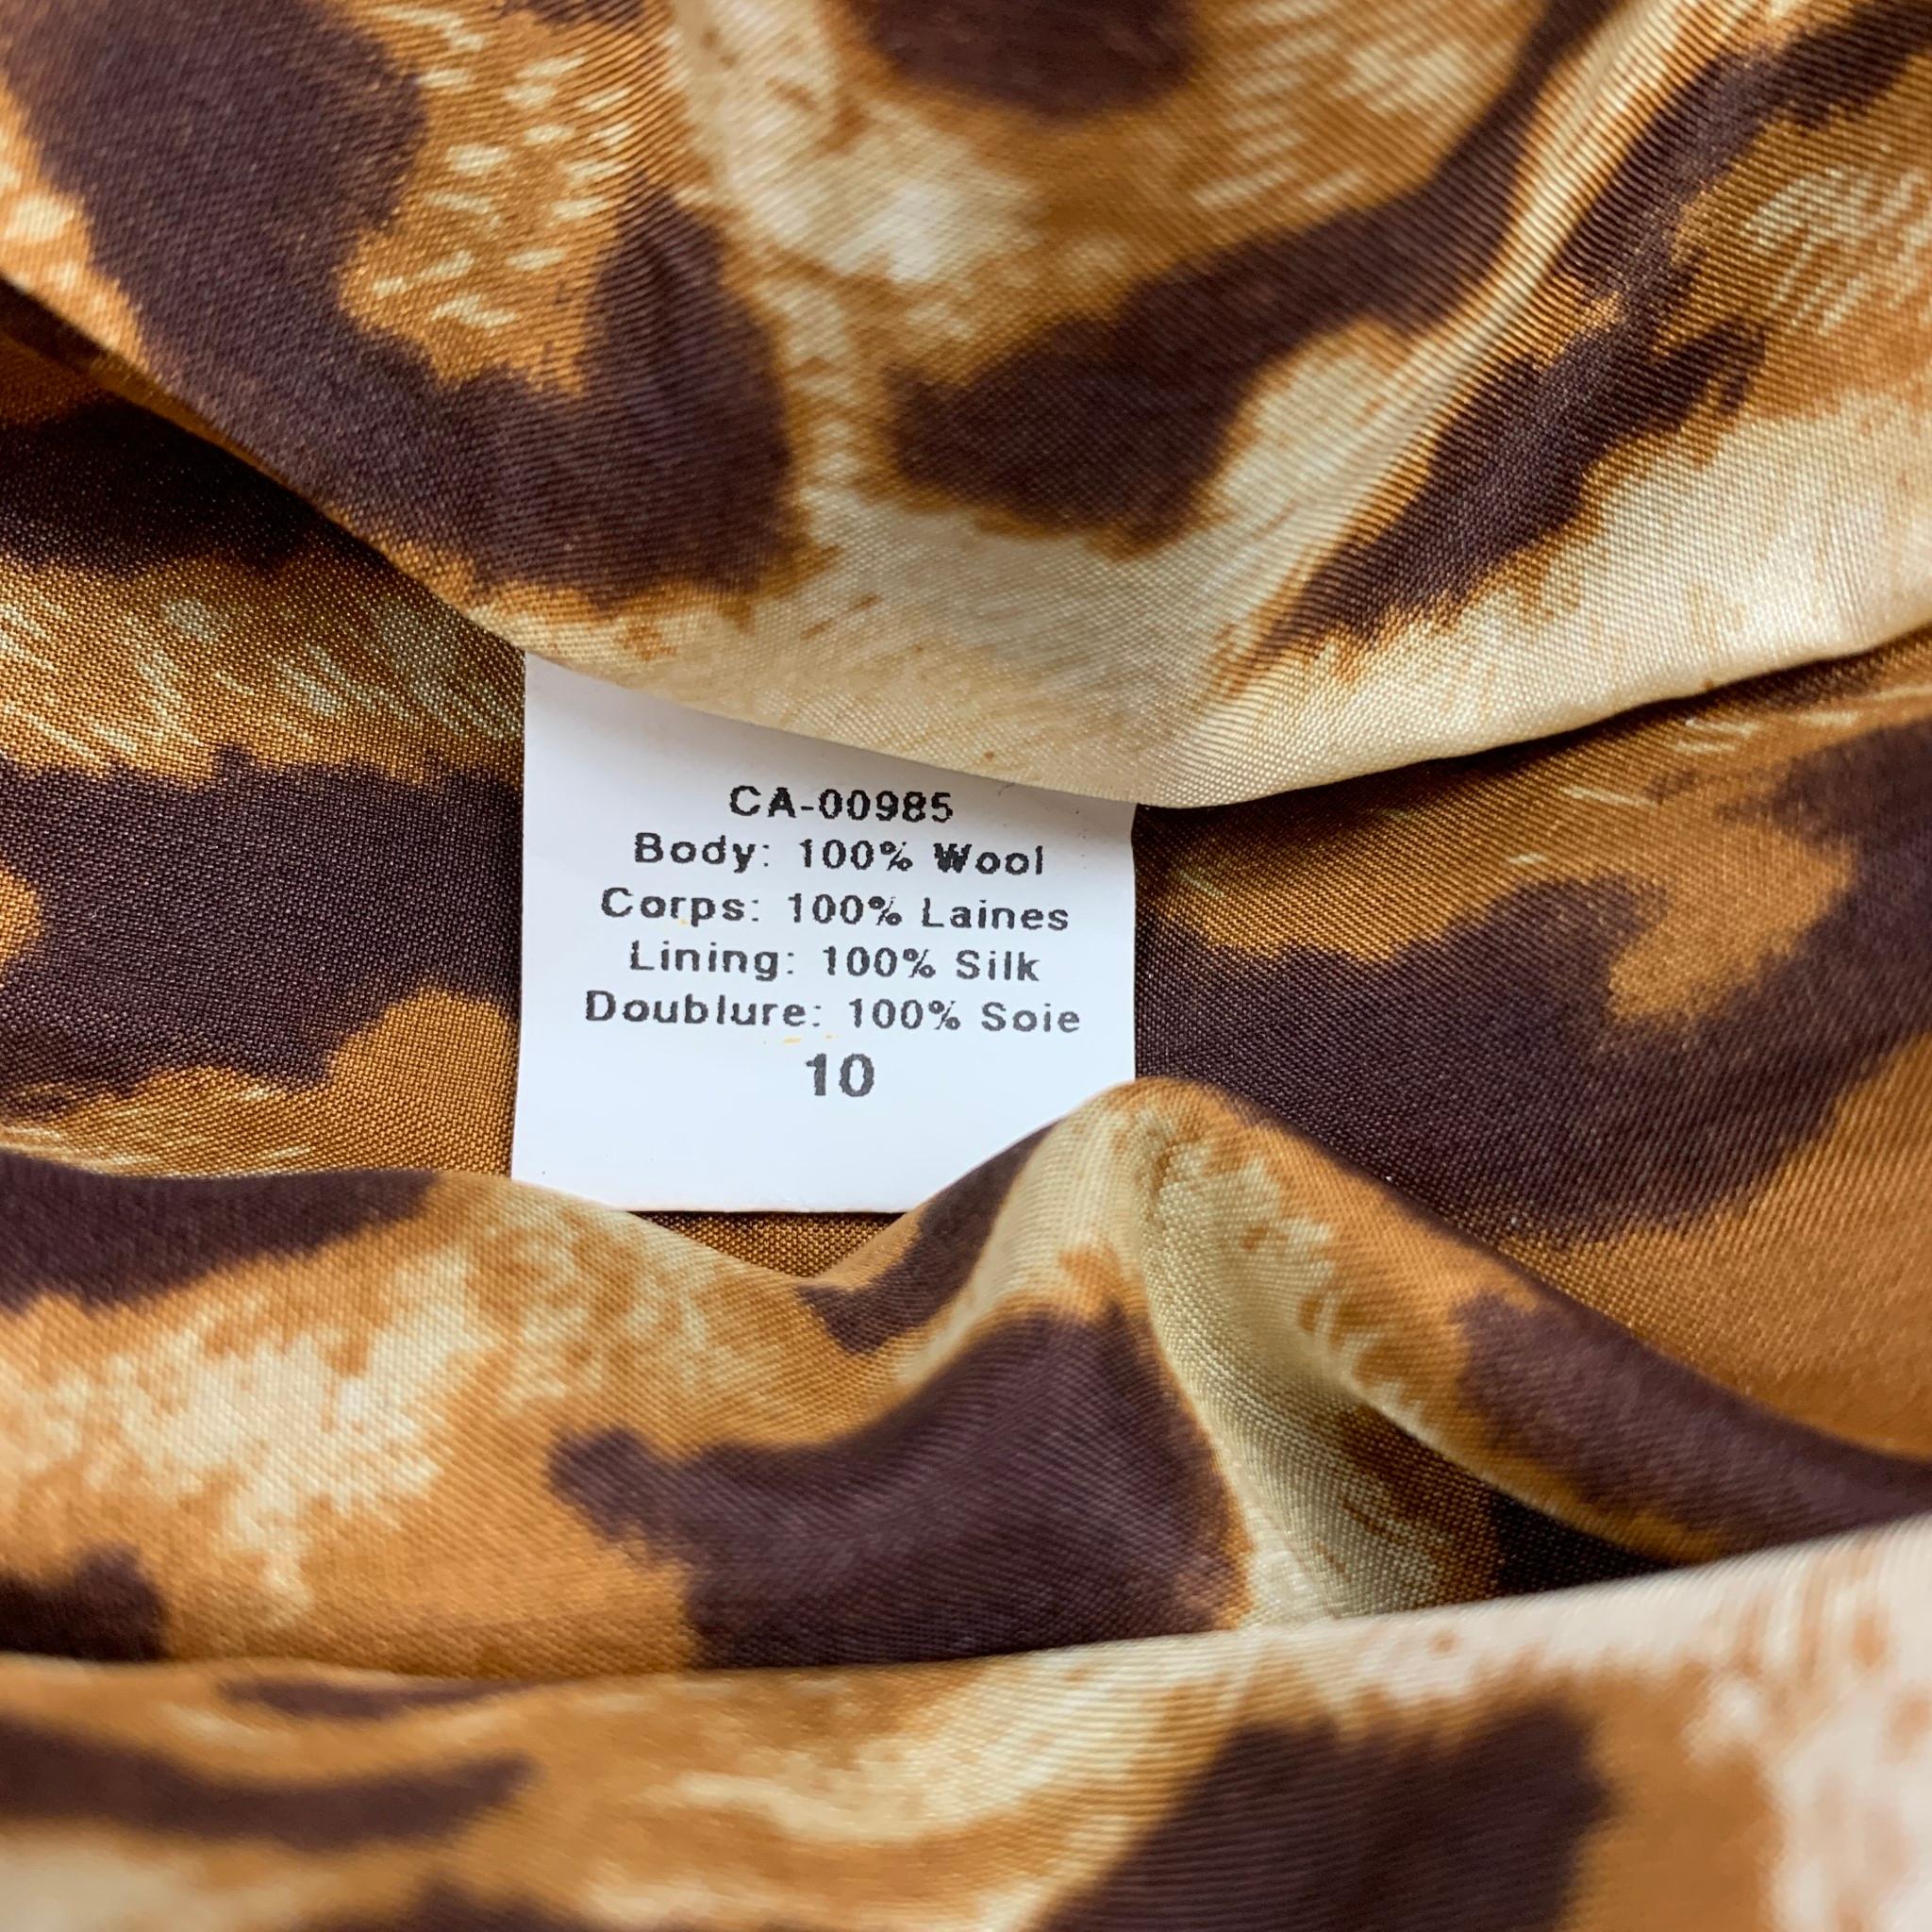 CA-00985
Body: 100% Wool
Corps: 100% Laines
Lining: 100% Silk
Doublure: 100% Soie
10